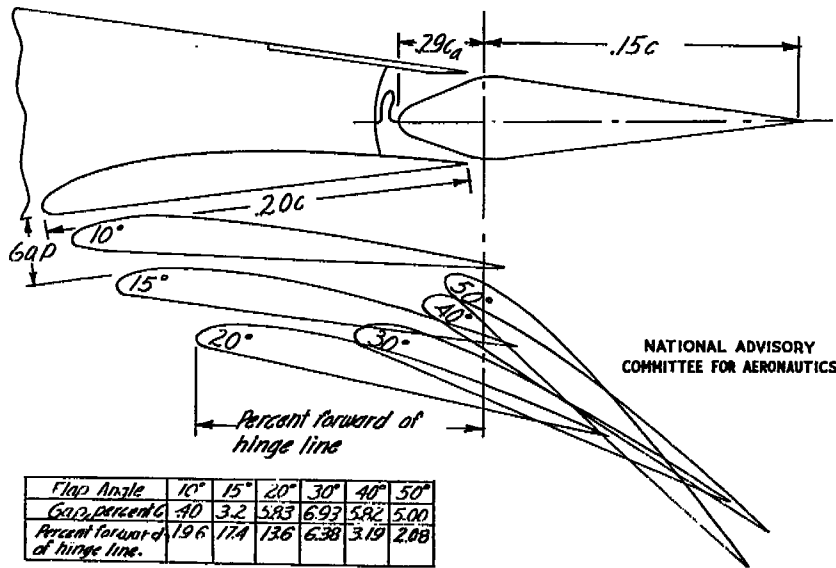 .29Ca
.15c
.20c
Gap
10°
15°
20°
30°
40°
50°
NATIONAL ADVISORY
COMMITTEE FOR AERONAUTICS
Percent forward of
hinge line
Flap Angle 10° 15° 20° 30° 40° 50°
Gap, percent c .40 3.2 5.83 6.93 5.82 5.00
Percent forward of hinge line. 19.6 17.4 13.6 6.38 3.19 2.08